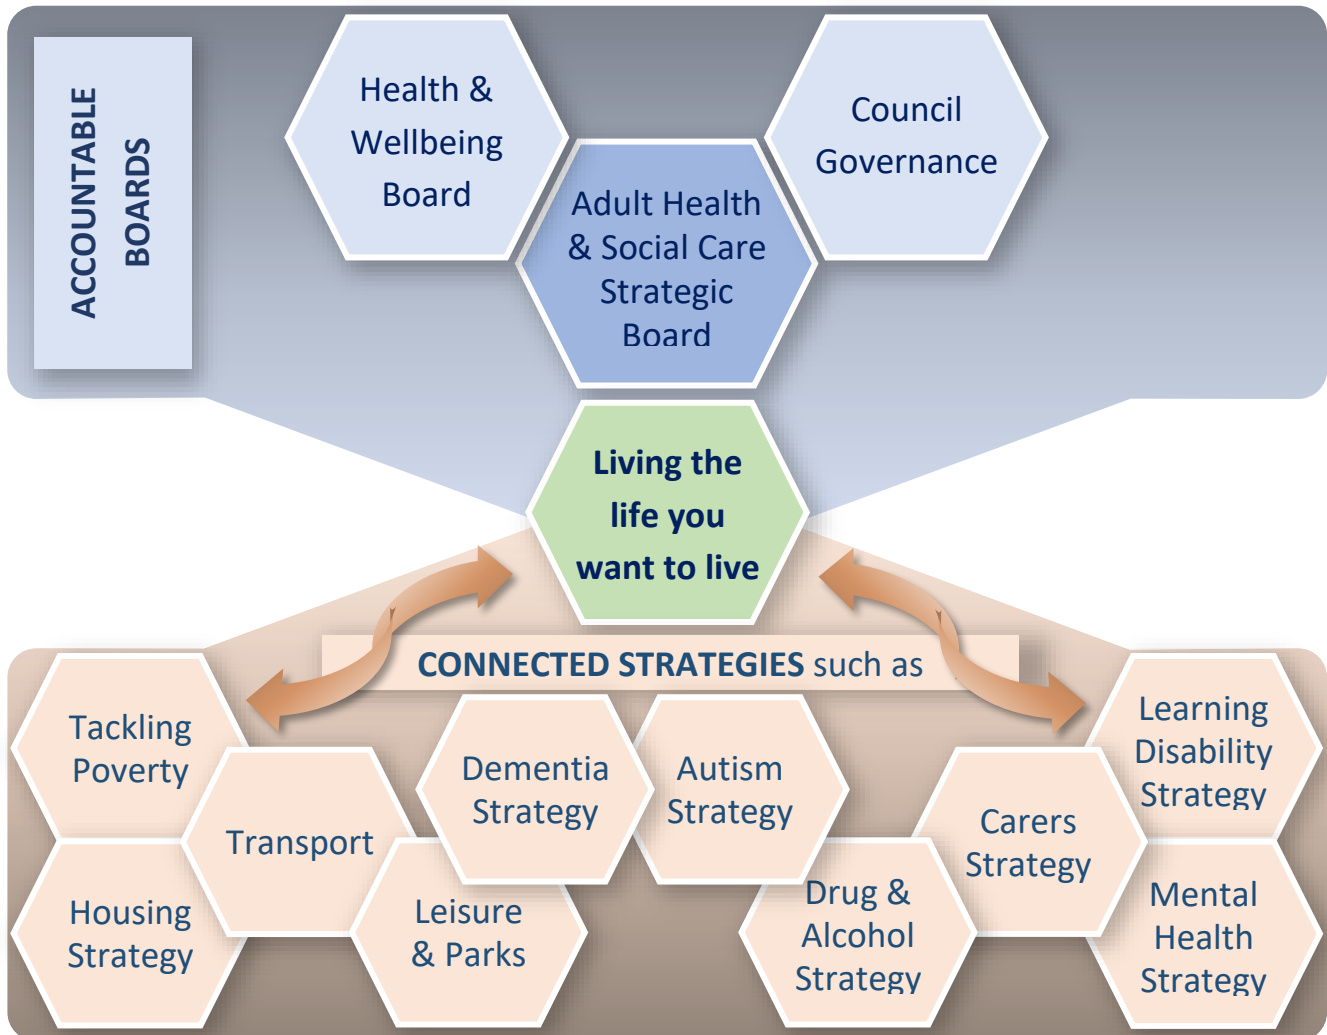 ACCOUNTABLE
BOARDS
Health &
Wellbeing
Board
Council
Governance
Adult Health
& Social Care
Strategic
Board
Living the
life you
want to live
CONNECTED STRATEGIES such as
Tackling
Poverty
Transport
Housing
Strategy
Leisure
& Parks
Dementia
Strategy
Autism
Strategy
Drug &
Alcohol
Strategy
Carers
Strategy
Learning
Disability
Strategy
Mental
Health
Strategy